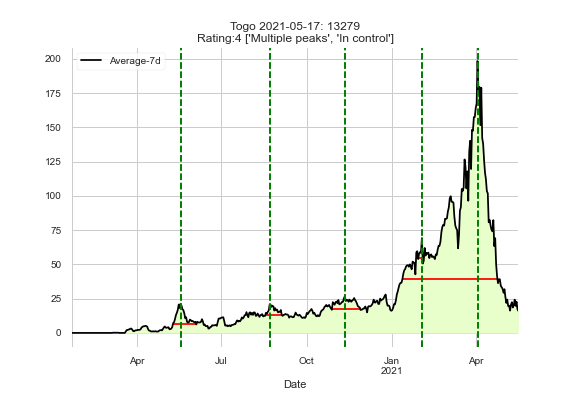 Togo 2021-05-17: 13279
Rating:4 ['Multiple peaks', 'In control']
Average-7d
200
175
150
125
100
75
50
25
0
Apr
Jul
Oct
Jan
2021
Apr
Date